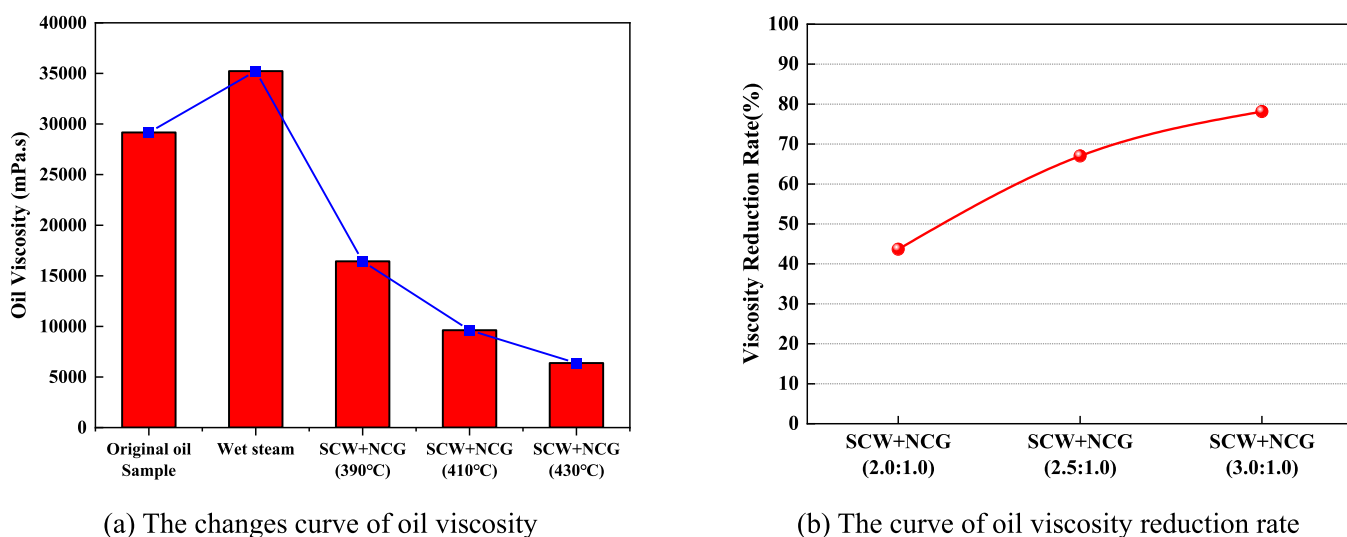 Oil Viscosity (mPa.s)
40000
35000
30000
25000
20000
15000
10000
5000
0
Original oil
Sample
Wet steam
SCW+NCG
(390°C)
SCW+NCG
(410°C)
SCW+NCG
(430°C)
(a) The changes curve of oil viscosity
Viscosity Reduction Rate(%)
100
90
80
70
60
50
40
30
20
10
0
SCW+NCG
(2.0:1.0)
SCW+NCG
(2.5:1.0)
SCW+NCG
(3.0:1.0)
(b) The curve of oil viscosity reduction rate